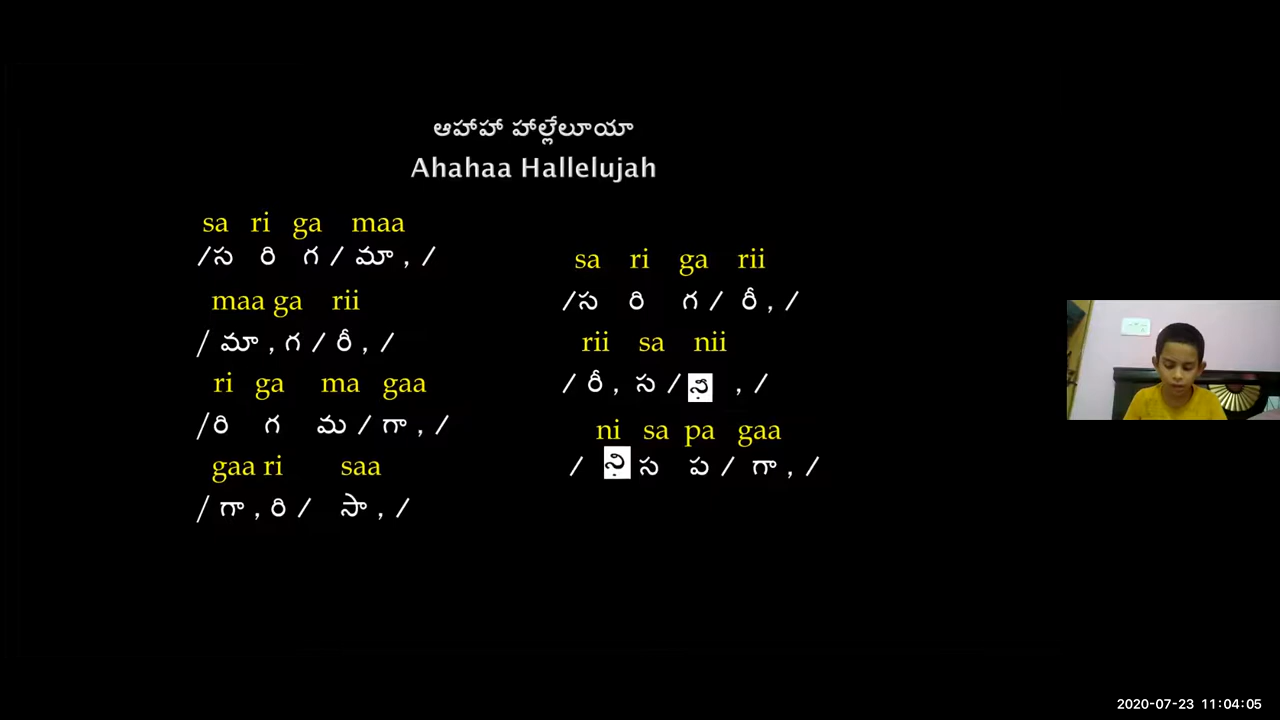 ఆహాహా హాల్లేలూయా
Ahahaa Hallelujah
sa ri ga maa
/స రి గ / మా , /
maa ga rii
/ మా , గ / రీ , /
ri ga ma gaa
/రి గ మ / గా , /
gaa ri saa
/ గా , రి / సా , /
sa ri ga rii
/స రి గ / రీ , /
rii sa nii
/ రీ , స / నీ , /
ni sa pa gaa
/ ని స ప / గా , /
2020-07-23 11:04:05